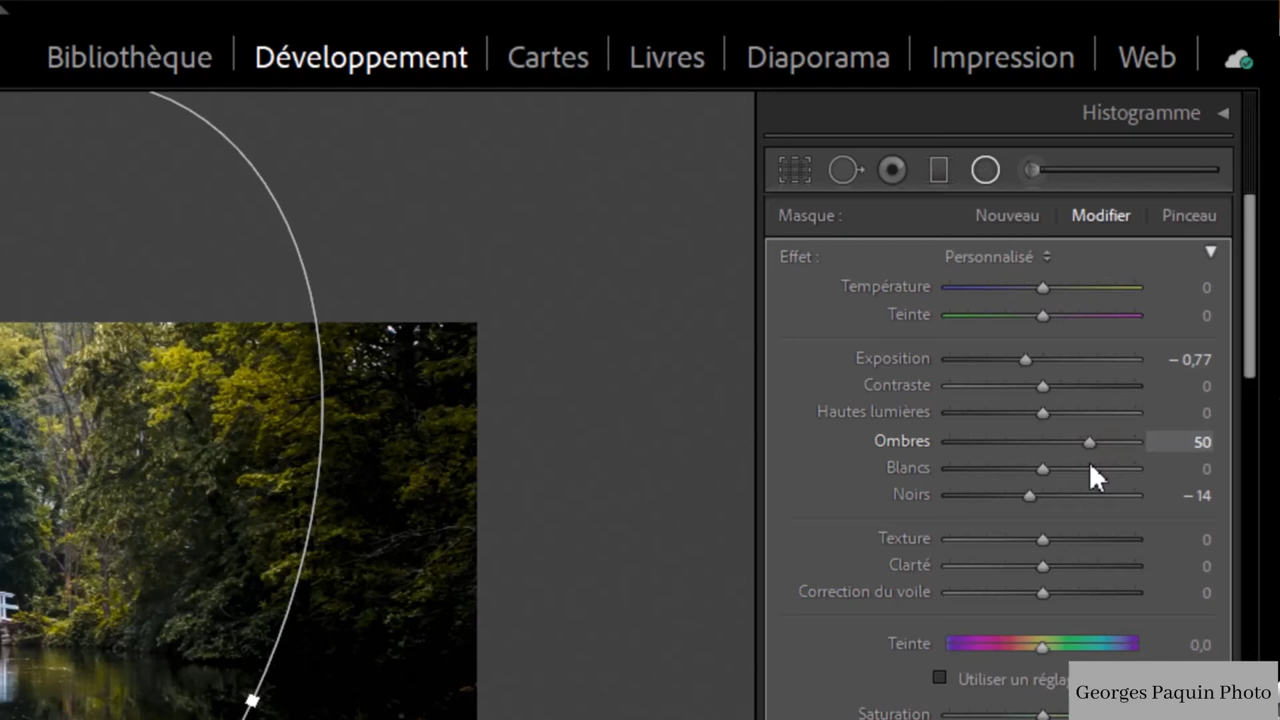 Bibliothèque Développement Cartes Livres Diaporama Impression Web
Histogramme
Masque : Nouveau Modifier Pinceau
Effet : Personnalisé
Température 0
Teinte 0
Exposition – 0,77
Contraste 0
Hautes lumières 0
Ombres 50
Blancs 0
Noirs – 14
Texture 0
Clarté 0
Correction du voile 0
Teinte 0,0
Utiliser un
Saturation
Georges Paquin Photo